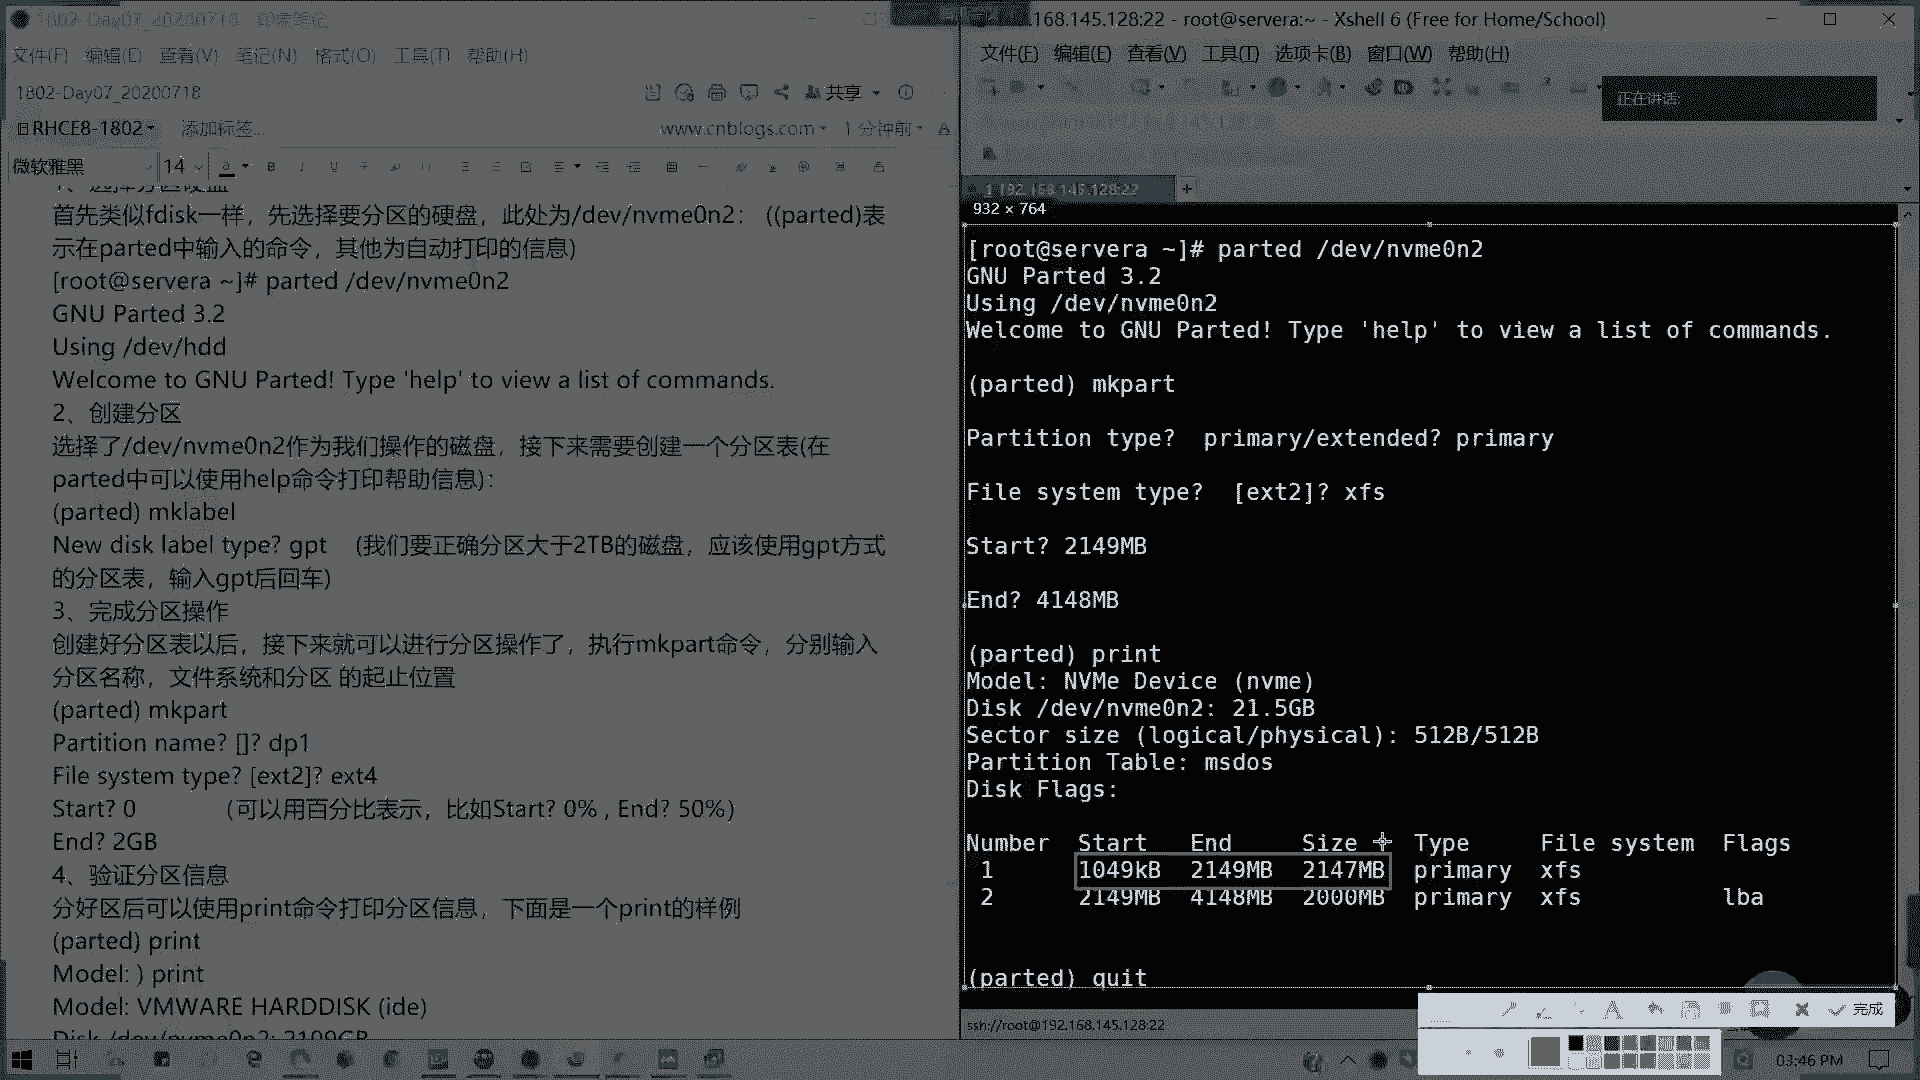 1802-Day07_20200718 印象笔记
文件(F) 编辑(E) 查看(V) 笔记(N) 格式(O) 工具(T) 帮助(H)
1802-Day07_20200718
共享
RHCE8-1802 添加标签...
www.cnblogs.com 1 分钟前
微软雅黑 14
1、选择分区硬盘
首先类似fdisk一样，先选择要分区的硬盘，此处为/dev/nvme0n2： ((parted)表
示在parted中输入的命令，其他为自动打印的信息)
[root@servera ~]# parted /dev/nvme0n2
GNU Parted 3.2
Using /dev/hdd
Welcome to GNU Parted! Type 'help' to view a list of commands.
2、创建分区
选择了/dev/nvme0n2作为我们操作的磁盘，接下来需要创建一个分区表(在
parted中可以使用help命令打印帮助信息)：
(parted) mklabel
New disk label type? gpt (我们要正确分区大于2TB的磁盘，应该使用gpt方式
的分区表，输入gpt后回车)
3、完成分区操作
创建好分区表以后，接下来就可以进行分区操作了，执行mkpart命令，分别输入
分区名称，文件系统和分区 的起止位置
(parted) mkpart
Partition name? []? dp1
File system type? [ext2]? ext4
Start? 0 （可以用百分比表示，比如Start? 0% , End? 50%）
End? 2GB
4、验证分区信息
分好区后可以使用print命令打印分区信息，下面是一个print的样例
(parted) print
Model: ) print
Model: VMWARE HARDDISK (ide)
Disk /dev/nvme0n2: 2199GB
.168.145.128:22 - root@servera:~ - Xshell 6 (Free for Home/School)
文件(F) 编辑(E) 查看(V) 工具(T) 选项卡(B) 窗口(W) 帮助(H)
正在讲话:
1 192.168.145.128:22 +
932 × 764
[root@servera ~]# parted /dev/nvme0n2
GNU Parted 3.2
Using /dev/nvme0n2
Welcome to GNU Parted! Type 'help' to view a list of commands.
(parted) mkpart
Partition type?  primary/extended? primary
File system type?  [ext2]? xfs
Start? 2149MB
End? 4148MB
(parted) print
Model: NVMe Device (nvme)
Disk /dev/nvme0n2: 21.5GB
Sector size (logical/physical): 512B/512B
Partition Table: msdos
Disk Flags:
Number Start End Size Type File system Flags
1 1049kB 2149MB 2147MB primary xfs
2 2149MB 4148MB 2000MB primary xfs lba
(parted) quit
完成
ssh://root@192.168.145.128:22
03:46 PM